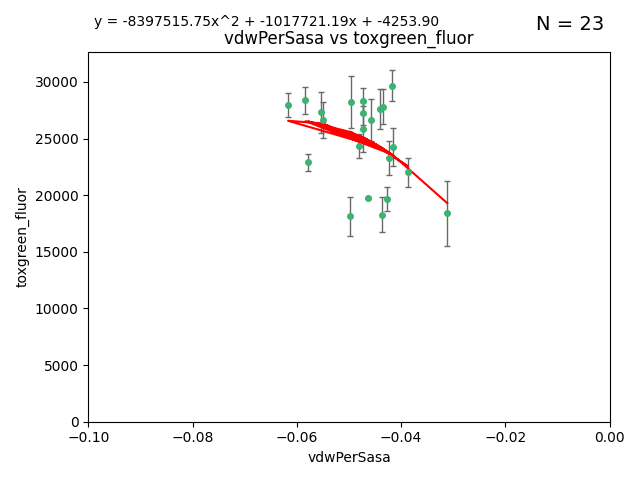 y = -8397515.75x^2 + -1017721.19x + -4253.90
N = 23
vdwPerSasa vs toxgreen_fluor
30000
25000
20000
15000
10000
5000
0
toxgreen_fluor
−0.10
−0.08
−0.06
−0.04
−0.02
0.00
vdwPerSasa